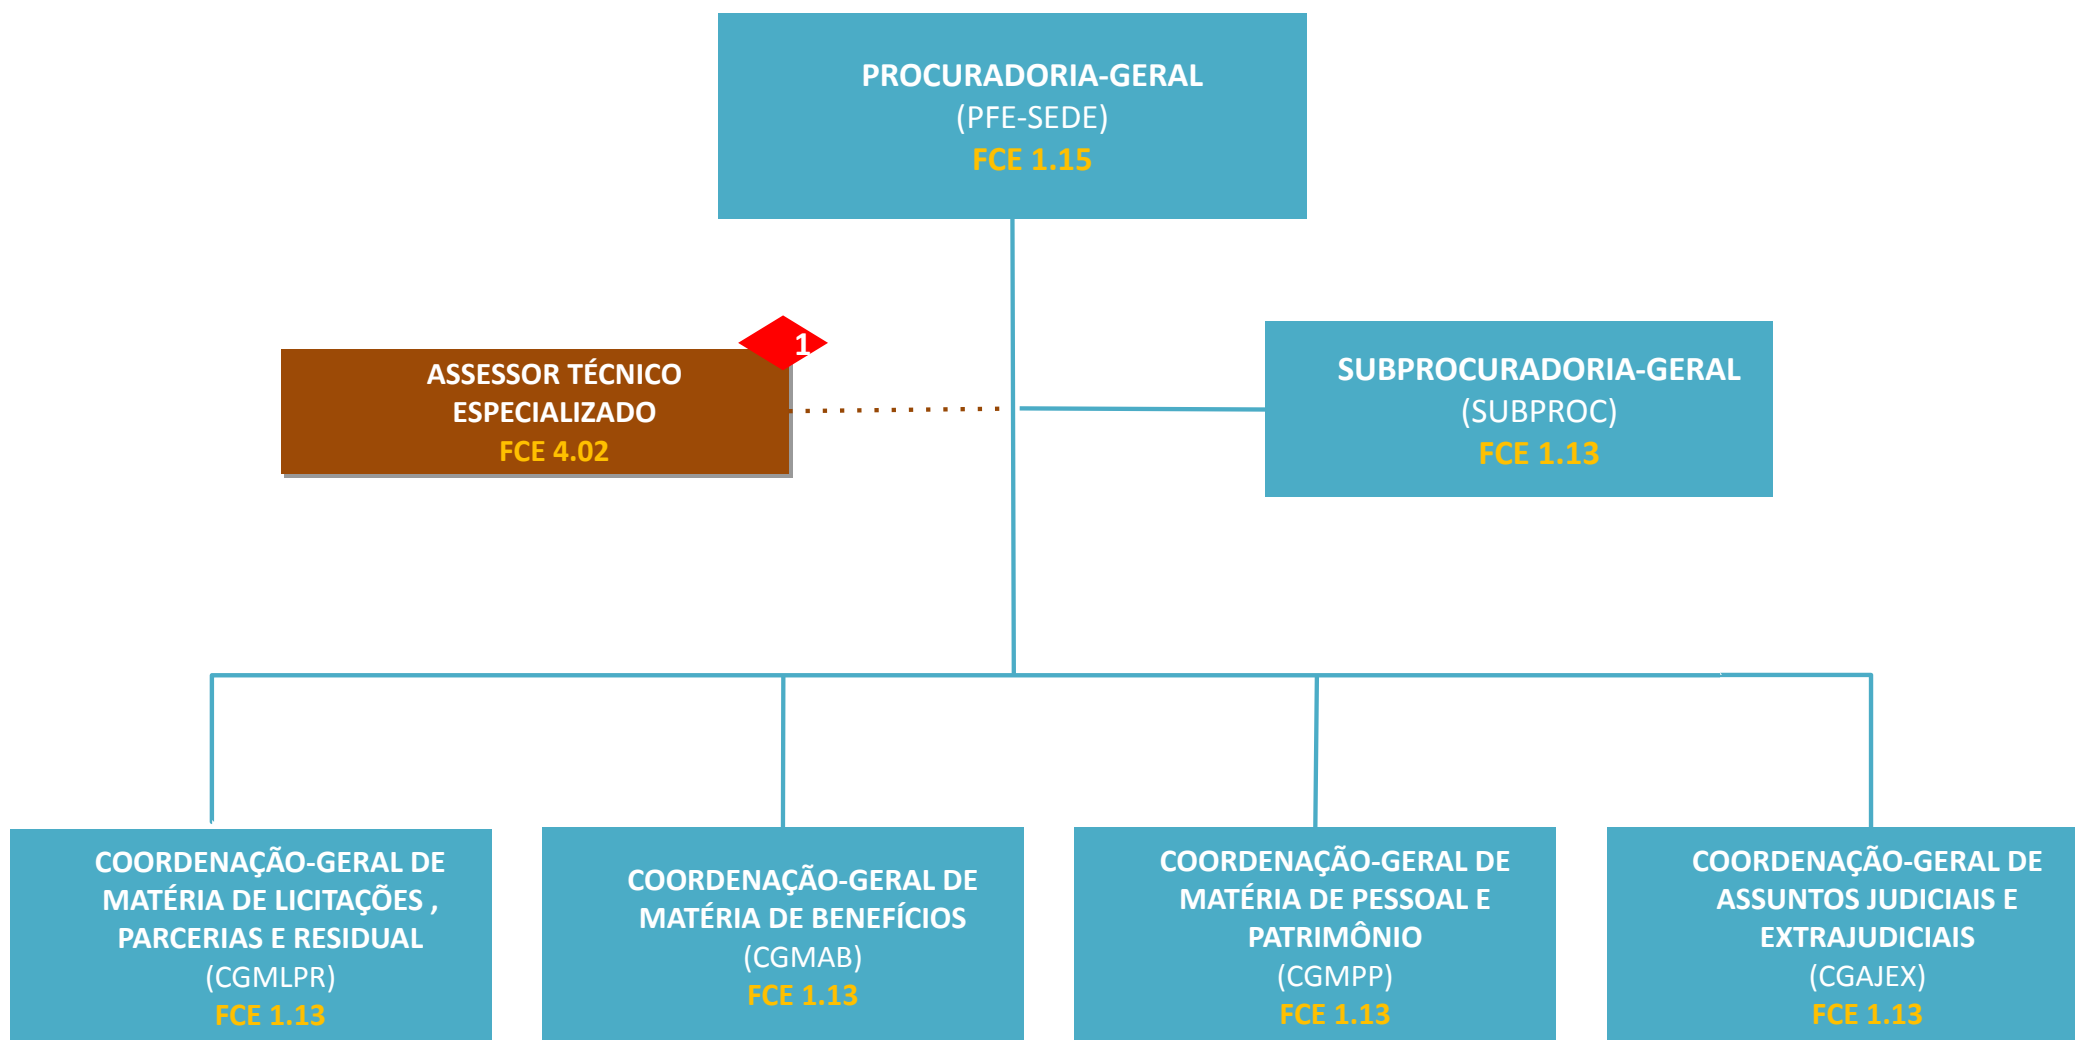 PROCURADORIA-GERAL
(PFE-SEDE)
FCE 1.15
1
ASSESSOR TÉCNICO
ESPECIALIZADO
FCE 4.02
SUBPROCURADORIA-GERAL
(SUBPROC)
FCE 1.13
COORDENAÇÃO-GERAL DE
MATÉRIA DE LICITAÇÕES ,
PARCERIAS E RESIDUAL
(CGMLPR)
FCE 1.13
COORDENAÇÃO-GERAL DE
MATÉRIA DE BENEFÍCIOS
(CGMAB)
FCE 1.13
COORDENAÇÃO-GERAL DE
MATÉRIA DE PESSOAL E
PATRIMÔNIO
(CGMPP)
FCE 1.13
COORDENAÇÃO-GERAL DE
ASSUNTOS JUDICIAIS E
EXTRAJUDICIAIS
(CGAJEX)
FCE 1.13